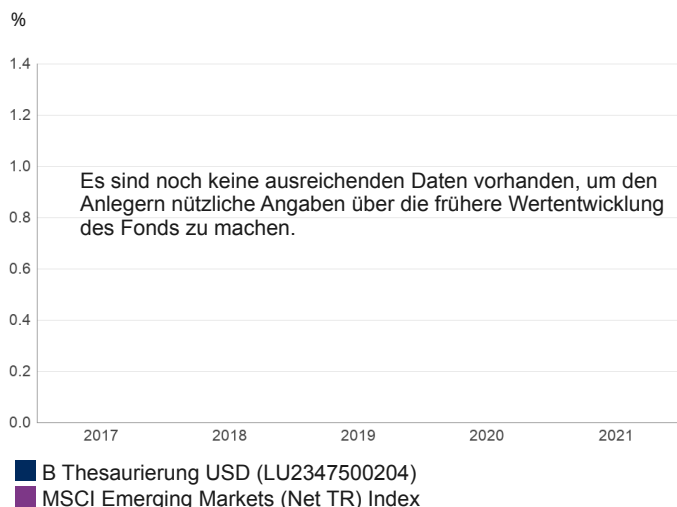 %
1.4
1.2
1.0
Es sind noch keine ausreichenden Daten vorhanden, um den
Anlegern nützliche Angaben über die frühere Wertentwicklung
0.8
des Fonds zu machen.
0.6
0.4
0.2
0.0
2017 2018 2019 2020 2021
B Thesaurierung USD (LU2347500204)
MSCI Emerging Markets (Net TR) Index